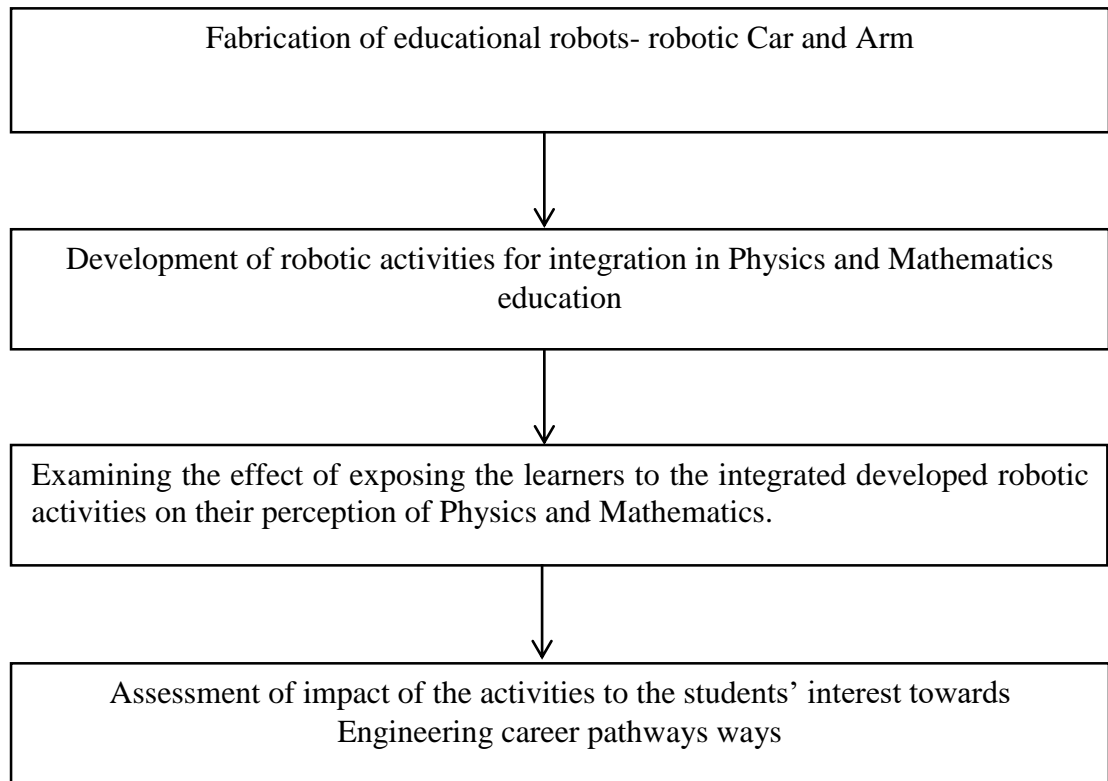 Fabrication of educational robots- robotic Car and Arm
Development of robotic activities for integration in Physics and Mathematics
education
Examining the effect of exposing the learners to the integrated developed robotic
activities on their perception of Physics and Mathematics.
Assessment of impact of the activities to the students’ interest towards
Engineering career pathways ways